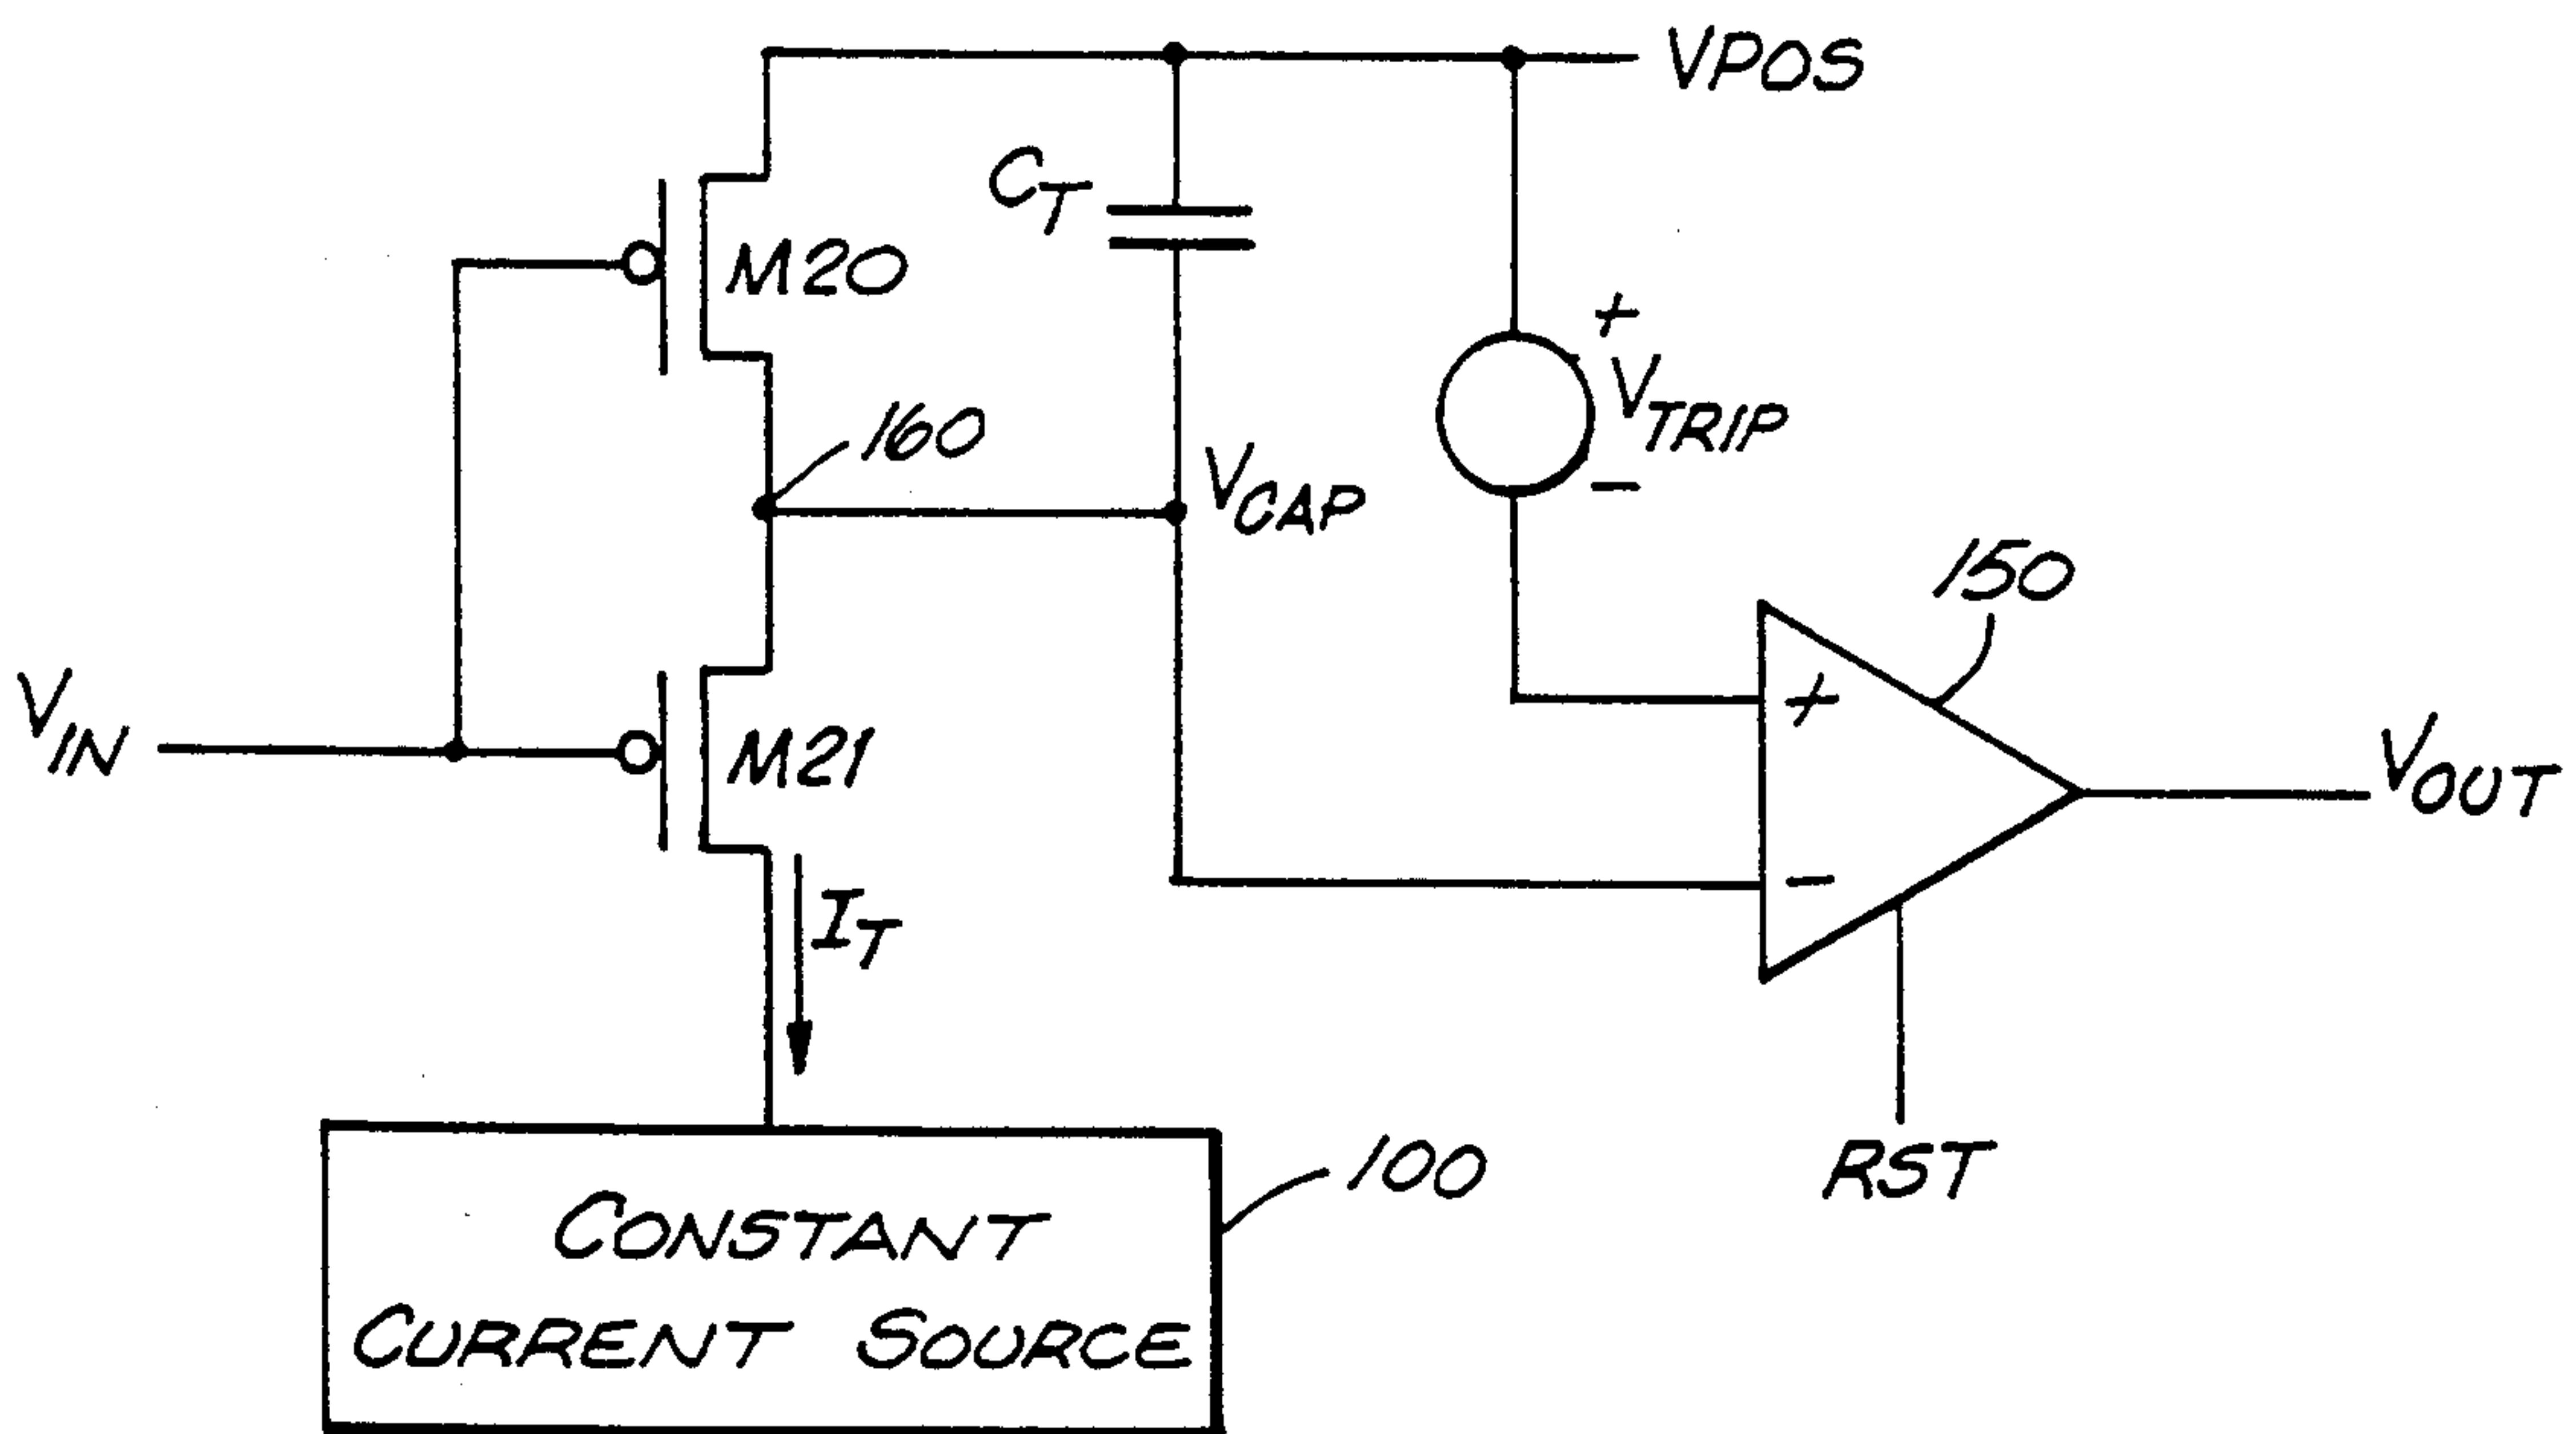 VPOS
C_T
M20
+
V_TRIP
-
160
V_CAP
150
V_IN
M21
+
V_OUT
-
I_T
RST
100
CONSTANT
CURRENT SOURCE